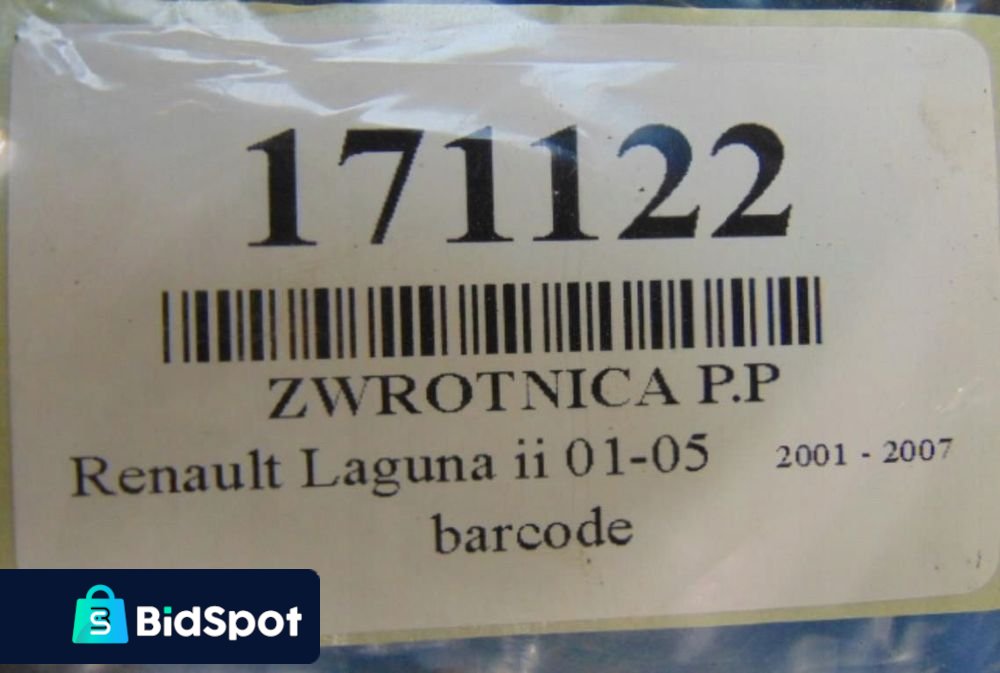 171122
ZWROTNICA P.P
Renault Laguna ii 01-05 2001 - 2007
barcode
BidSpot